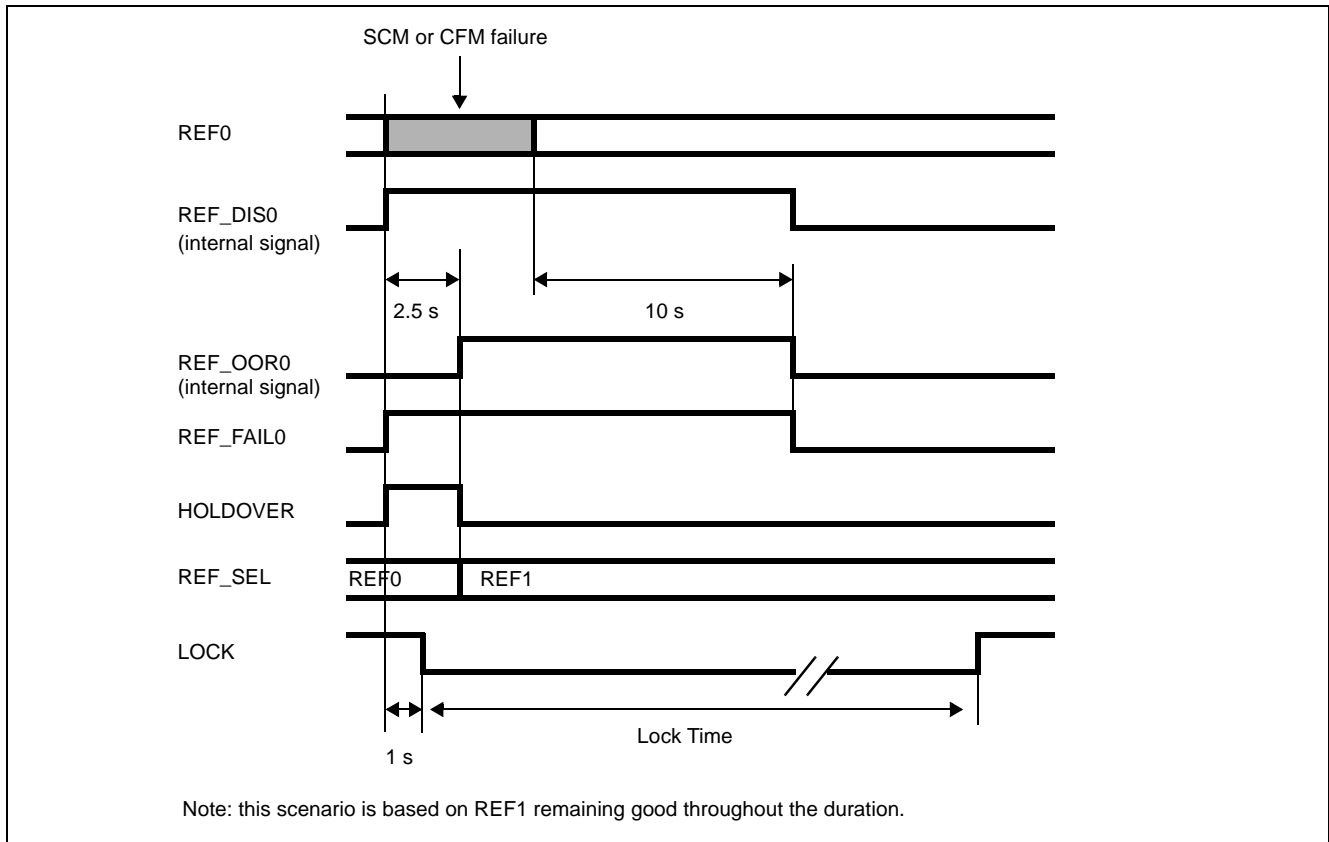 SCM or CFM failure
REF0
REF_DIS0
(internal signal)
2.5 s
10 s
REF_OOR0
(internal signal)
REF_FAIL0
HOLDOVER
REF_SEL
REF0
REF1
LOCK
Lock Time
1 s
Note: this scenario is based on REF1 remaining good throughout the duration.